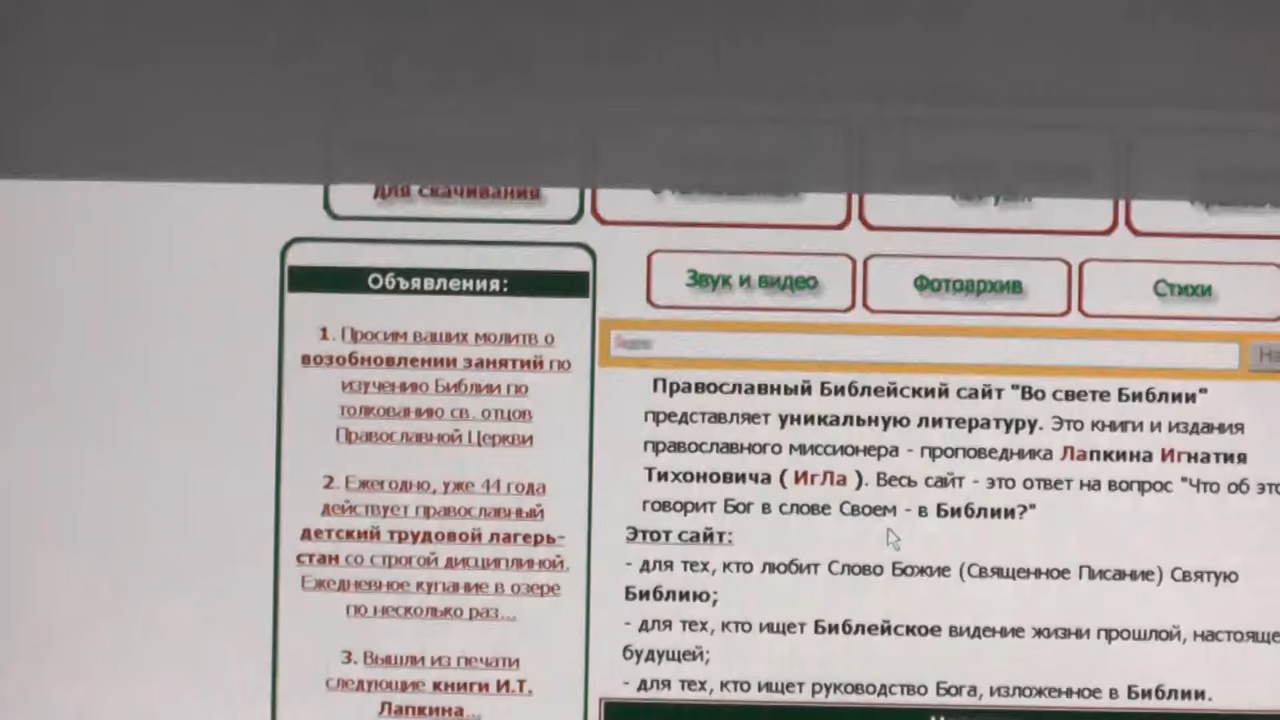 для скачивания
Объявления:
1. Просим ваших молитв о
возобновлении занятий по
изучению Библии по
толкованию св. отцов
Православной Церкви
2. Ежегодно, уже 44 года
действует православный
детский трудовой лагерь-
стан со строгой дисциплиной.
Ежедневное купание в озере
по несколько раз...
3. Вышли из печати
следующие книги И.Т.
Лапкина...
Звук и видео
Фотоархив
Стихи
Православный Библейский сайт "Во свете Библии"
представляет уникальную литературу. Это книги и издания
православного миссионера - проповедника Лапкина Игнатия
Тихоновича ( ИгЛа ). Весь сайт - это ответ на вопрос "Что об это
говорит Бог в слове Своем - в Библии?"
Этот сайт:
- для тех, кто любит Слово Божие (Священное Писание) Святую
Библию;
- для тех, кто ищет Библейское видение жизни прошлой, настояще
будущей;
- для тех, кто ищет руководство Бога, изложенное в Библии.